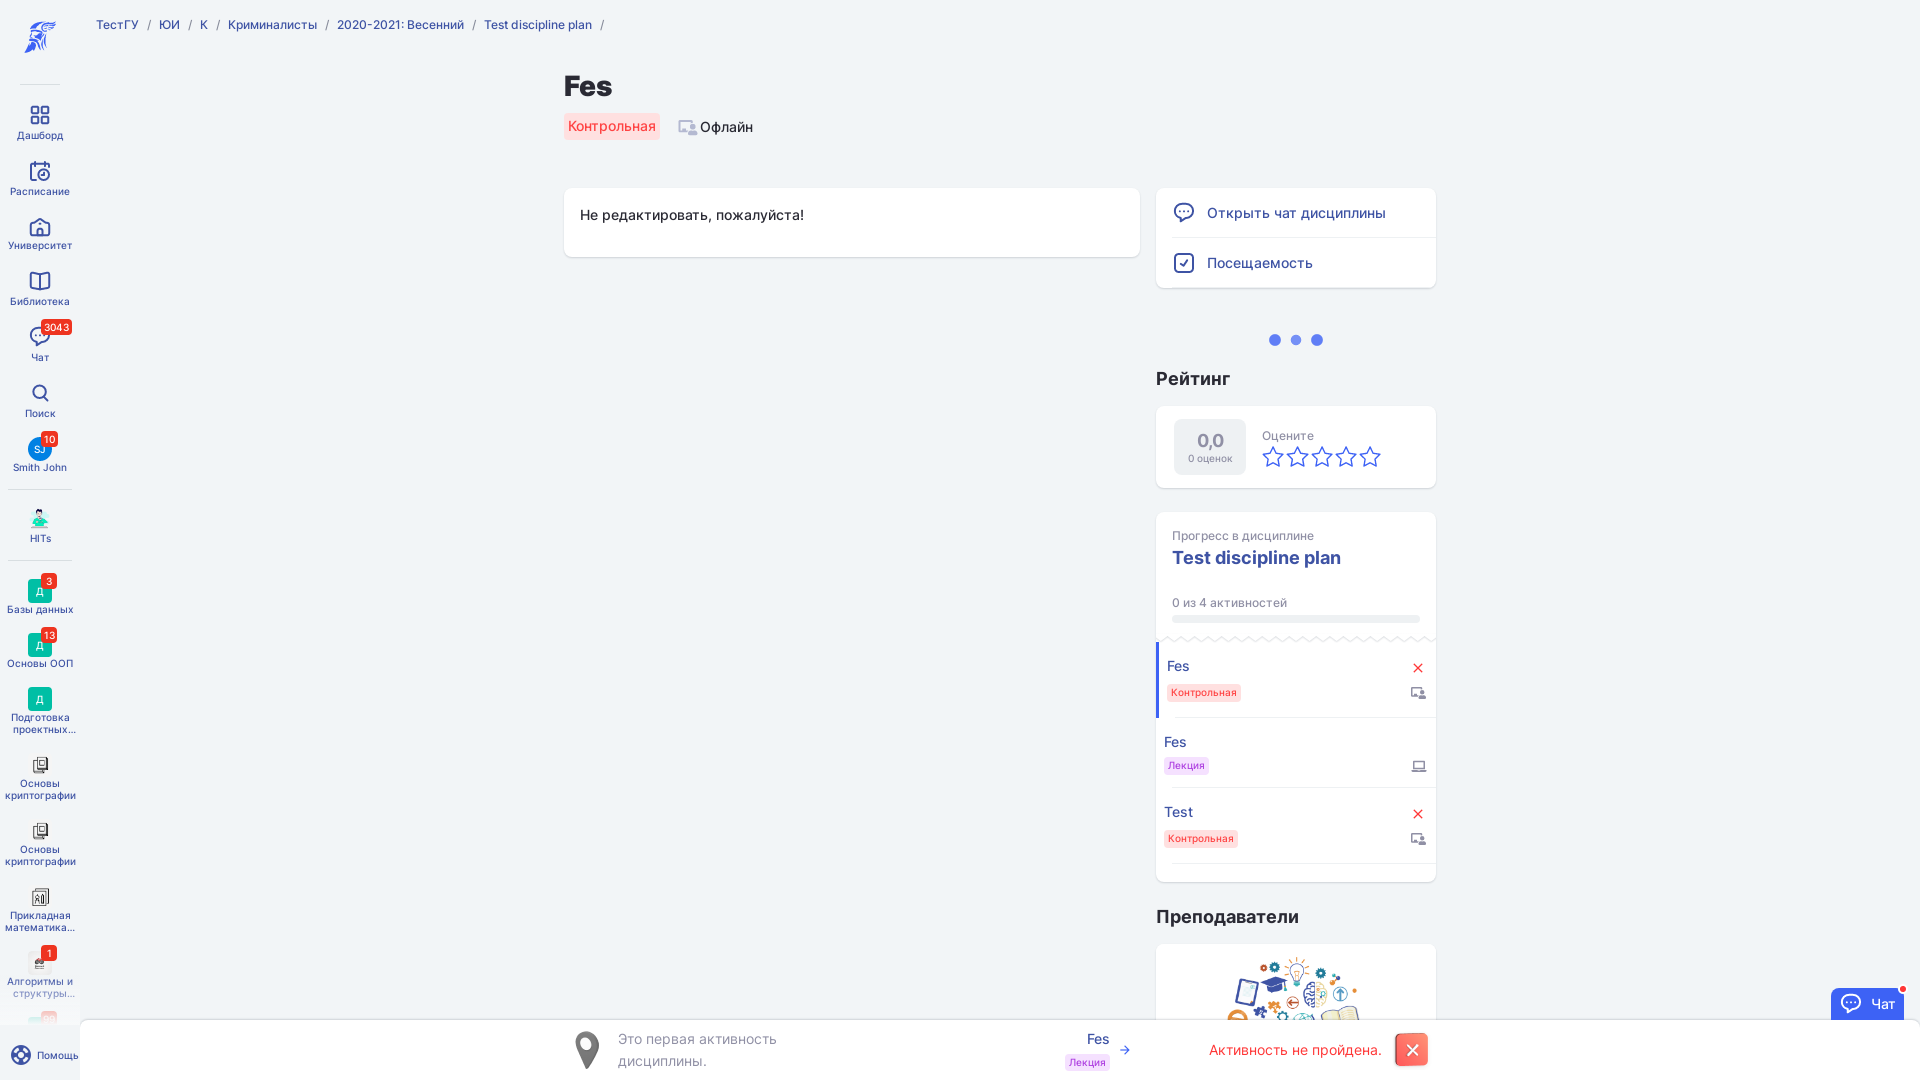 ТестГУ / ЮИ / К / Криминалисты / 2020-2021: Весенний / Test discipline plan /
Fes
Контрольная Офлайн
Не редактировать, пожалуйста!
Открыть чат дисциплины
Посещаемость
Рейтинг
0,0
0 оценок
Оцените
Прогресс в дисциплине
Test discipline plan
0 из 4 активностей
Fes
Контрольная
Fes
Лекция
Test
Контрольная
Преподаватели
Дашборд
Расписание
Университет
Библиотека
3043
Чат
Поиск
10
SJ
Smith John
HITs
3
Д
Базы данных
13
Д
Основы ООП
Д
Подготовка
проектных...
Основы
криптографии
Основы
криптографии
Прикладная
математика...
1
Алгоритмы и
структуры...
Помощь
Это первая активность
дисциплины.
Fes
Лекция
Активность не пройдена.
Чат